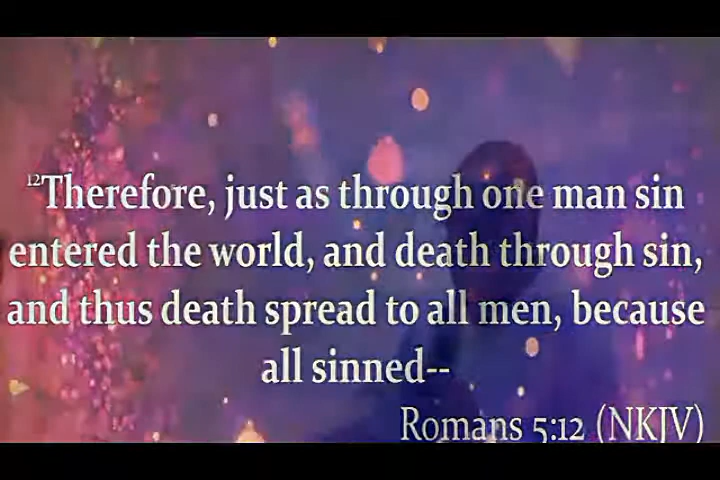 12Therefore, just as through one man sin
entered the world, and death through sin,
and thus death spread to all men, because
all sinned--
Romans 5:12 (NKJV)